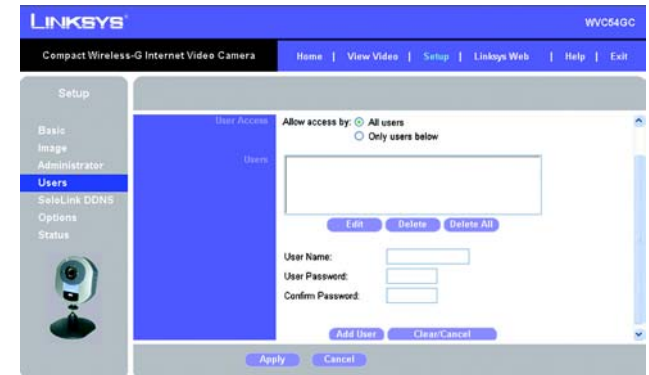 LINKSYS
WVC54GC
Compact Wireless-G Internet Video Camera
Home | View Video | Setup | Linksys Web | Help | Exit
Setup
Basic
Image
Administrator
Users
SoloLink DDNS
Options
Status
User Access
Allow access by: All users
Only users below
Users
Edit Delete Delete All
User Name:
User Password:
Confirm Password:
Add User Clear/Cancel
Apply Cancel